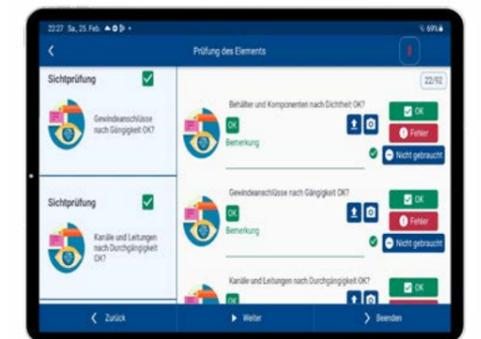 22:27 Sa., 25. Feb.
69%
Prüfung des Elements
22/92
Sichtprüfung
Gewindeanschlüsse
nach Gängigkeit OK?
Sichtprüfung
Kanäle und Leitungen
nach Durchgängigkeit
OK?
Behälter und Komponenten nach Dichtheit OK?
OK
Bemerkung
OK
Fehler
Nicht gebraucht
Gewindeanschlüsse nach Gängigkeit OK?
OK
Bemerkung
OK
Fehler
Nicht gebraucht
Kanäle und Leitungen nach Durchgängigkeit OK?
OK
OK
Zurück
Weiter
Beenden